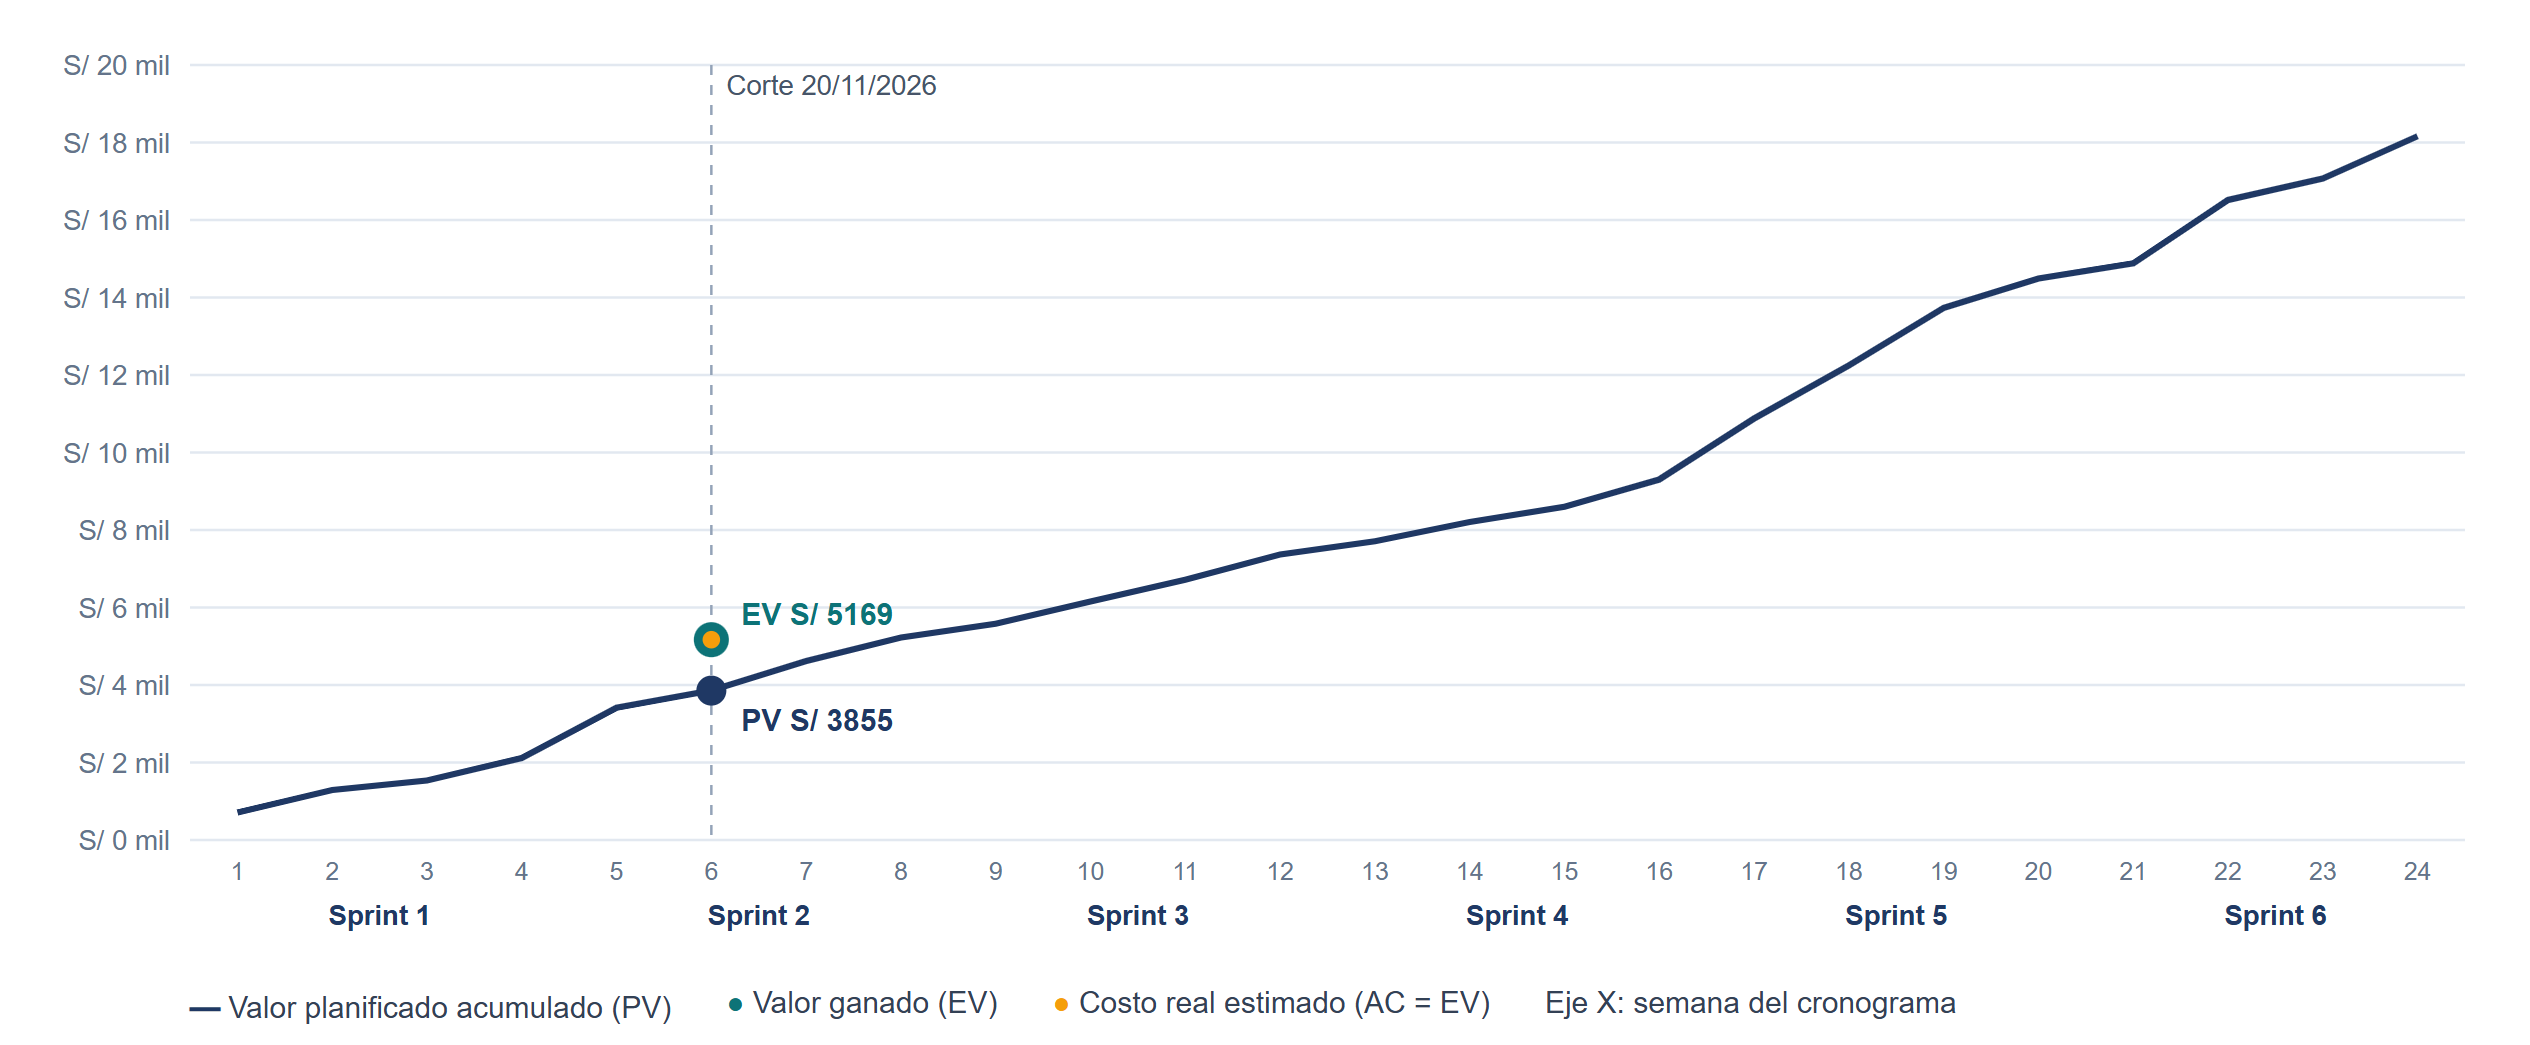 S/ 20 mil
Corte 20/11/2026
S/ 18 mil
S/ 16 mil
S/ 14 mil
S/ 12 mil
S/ 10 mil
S/ 8 mil
S/ 6 mil
EV S/ 5169
S/ 4 mil
PV S/ 3855
S/ 2 mil
S/ 0 mil
1 2 3 4 5 6 7 8 9 10 11 12 13 14 15 16 17 18 19 20 21 22 23 24
Sprint 1 Sprint 2 Sprint 3 Sprint 4 Sprint 5 Sprint 6
Valor planificado acumulado (PV) Valor ganado (EV) Costo real estimado (AC = EV) Eje X: semana del cronograma